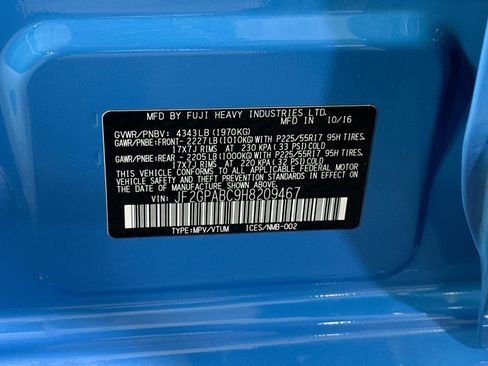 MFD. BY FUJI HEAVY INDUSTRIES LTD.
10/16
GVWR/PNBV: 4343LB (1970KG)
GAWR/PNBE:FRONT- 2227LB (1010KG)WITH P225/55R17 95H TIRES.
17X7J RIMS AT 230 KPA (33 PSI)COLD
GAWR/PNBE:REAR - 2205LB (1000KG)WITH P225/55R17 95H TIRES.
17X7J RIMS AT 220 KPA (32 PSI)COLD
THIS VEHICLE CONFORMS TO ALL APPLICABLE FEDERAL MOTOR
VEHICLE SAFETY, BUMPER, AND THEFT PREVENTION STANDARDS
IN EFFECT ON THE DATE OF MANUFACTURE SHOWN ABOVE.
VIN: JF2GPABC9H8209467
TYPE:MPV/VTUM ICES/NMB-002